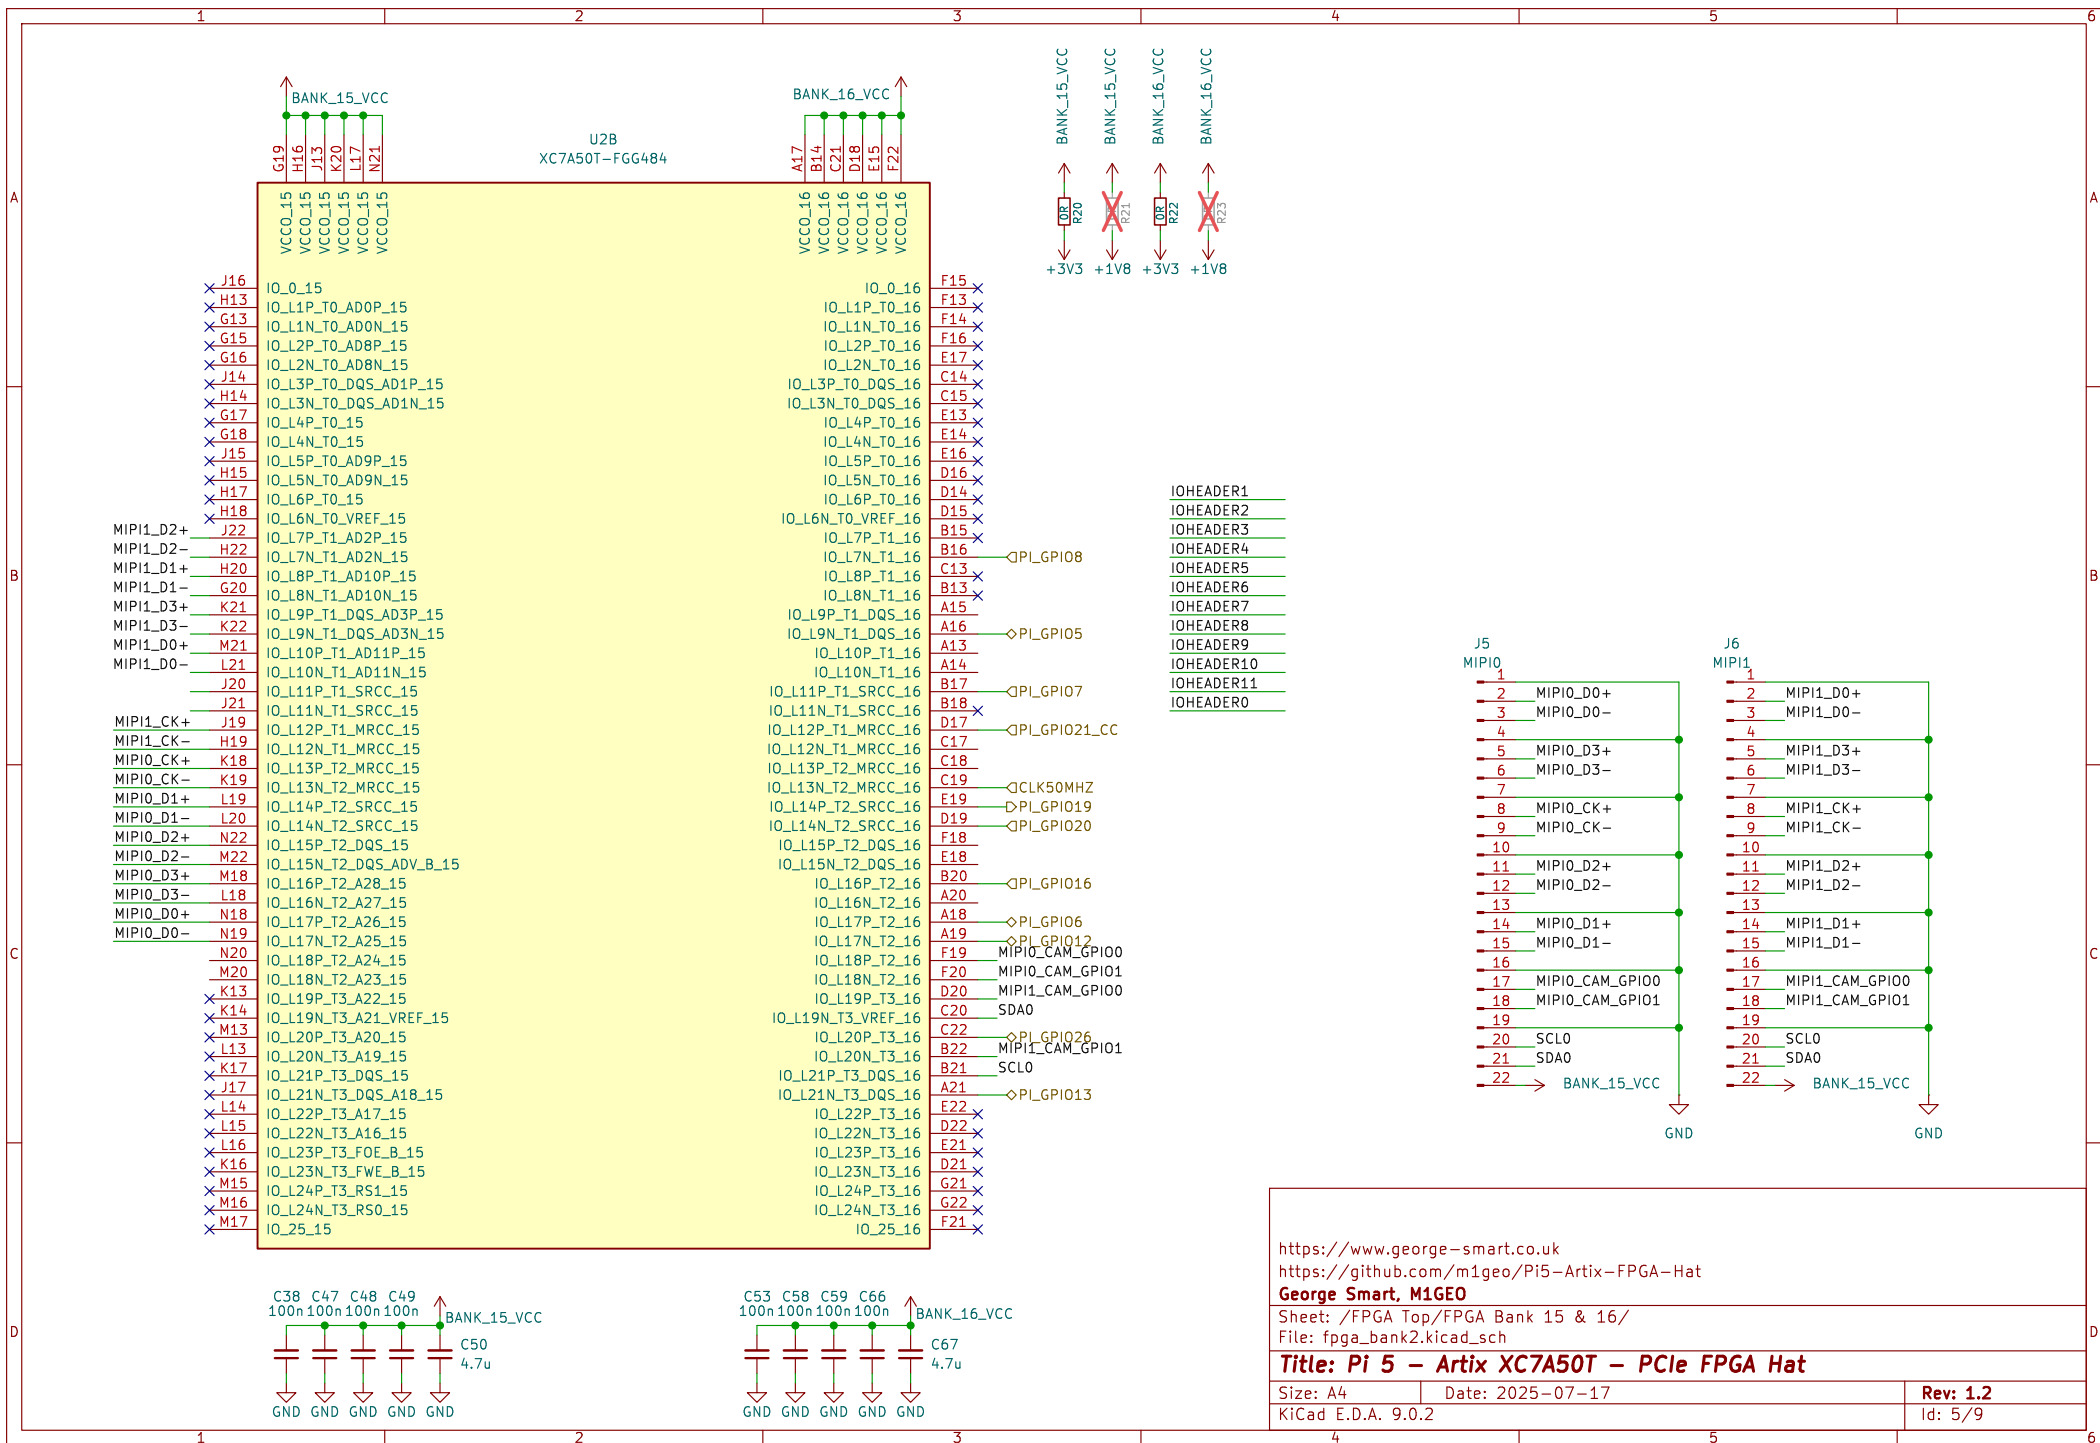 1 2 3 4 5 6
A
B
C
D
BANK_15_VCC
BANK_16_VCC
U2B
XC7A50T-FGG484
G19 H16 J13 K20 L17 N21
A17 B14 C21 D18 E15 F22
VCCO_15 VCCO_15 VCCO_15 VCCO_15 VCCO_15 VCCO_15
VCCO_16 VCCO_16 VCCO_16 VCCO_16 VCCO_16 VCCO_16
J16 IO_0_15
H13 IO_L1P_T0_AD0P_15
G13 IO_L1N_T0_AD0N_15
G15 IO_L2P_T0_AD8P_15
G16 IO_L2N_T0_AD8N_15
J14 IO_L3P_T0_DQS_AD1P_15
H14 IO_L3N_T0_DQS_AD1N_15
G17 IO_L4P_T0_15
G18 IO_L4N_T0_15
J15 IO_L5P_T0_AD9P_15
H15 IO_L5N_T0_AD9N_15
H17 IO_L6P_T0_15
H18 IO_L6N_T0_VREF_15
MIPI1_D2+ J22 IO_L7P_T1_AD2P_15
MIPI1_D2- H22 IO_L7N_T1_AD2N_15
MIPI1_D1+ H20 IO_L8P_T1_AD10P_15
MIPI1_D1- G20 IO_L8N_T1_AD10N_15
MIPI1_D3+ K21 IO_L9P_T1_DQS_AD3P_15
MIPI1_D3- K22 IO_L9N_T1_DQS_AD3N_15
MIPI1_D0+ M21 IO_L10P_T1_AD11P_15
MIPI1_D0- L21 IO_L10N_T1_AD11N_15
J20 IO_L11P_T1_SRCC_15
J21 IO_L11N_T1_SRCC_15
MIPI1_CK+ J19 IO_L12P_T1_MRCC_15
MIPI1_CK- H19 IO_L12N_T1_MRCC_15
MIPI0_CK+ K18 IO_L13P_T2_MRCC_15
MIPI0_CK- K19 IO_L13N_T2_MRCC_15
MIPI0_D1+ L19 IO_L14P_T2_SRCC_15
MIPI0_D1- L20 IO_L14N_T2_SRCC_15
MIPI0_D2+ N22 IO_L15P_T2_DQS_15
MIPI0_D2- M22 IO_L15N_T2_DQS_ADV_B_15
MIPI0_D3+ M18 IO_L16P_T2_A28_15
MIPI0_D3- L18 IO_L16N_T2_A27_15
MIPI0_D0+ N18 IO_L17P_T2_A26_15
MIPI0_D0- N19 IO_L17N_T2_A25_15
N20 IO_L18P_T2_A24_15
M20 IO_L18N_T2_A23_15
K13 IO_L19P_T3_A22_15
K14 IO_L19N_T3_A21_VREF_15
M13 IO_L20P_T3_A20_15
L13 IO_L20N_T3_A19_15
K17 IO_L21P_T3_DQS_15
J17 IO_L21N_T3_DQS_A18_15
L14 IO_L22P_T3_A17_15
L15 IO_L22N_T3_A16_15
L16 IO_L23P_T3_FOE_B_15
K16 IO_L23N_T3_FWE_B_15
M15 IO_L24P_T3_RS1_15
M16 IO_L24N_T3_RS0_15
M17 IO_25_15
IO_0_16 F15
IO_L1P_T0_16 F13
IO_L1N_T0_16 F14
IO_L2P_T0_16 F16
IO_L2N_T0_16 E17
IO_L3P_T0_DQS_16 C14
IO_L3N_T0_DQS_16 C15
IO_L4P_T0_16 E13
IO_L4N_T0_16 E14
IO_L5P_T0_16 E16
IO_L5N_T0_16 D16
IO_L6P_T0_16 D14
IO_L6N_T0_VREF_16 D15
IO_L7P_T1_16 B15
IO_L7N_T1_16 B16 PI_GPIO8
IO_L8P_T1_16 C13
IO_L8N_T1_16 B13
IO_L9P_T1_DQS_16 A15
IO_L9N_T1_DQS_16 A16 PI_GPIO5
IO_L10P_T1_16 A13
IO_L10N_T1_16 A14
IO_L11P_T1_SRCC_16 B17 PI_GPIO7
IO_L11N_T1_SRCC_16 B18
IO_L12P_T1_MRCC_16 D17 PI_GPIO21_CC
IO_L12N_T1_MRCC_16 C17
IO_L13P_T2_MRCC_16 C18
IO_L13N_T2_MRCC_16 C19 CLK50MHZ
IO_L14P_T2_SRCC_16 E19 PI_GPIO19
IO_L14N_T2_SRCC_16 D19 PI_GPIO20
IO_L15P_T2_DQS_16 F18
IO_L15N_T2_DQS_16 E18
IO_L16P_T2_16 B20 PI_GPIO16
IO_L16N_T2_16 A20
IO_L17P_T2_16 A18 PI_GPIO6
IO_L17N_T2_16 A19 PI_GPIO12
IO_L18P_T2_16 F19 MIPI0_CAM_GPIO0
IO_L18N_T2_16 F20 MIPI0_CAM_GPIO1
IO_L19P_T3_16 D20 MIPI1_CAM_GPIO0
IO_L19N_T3_VREF_16 C20 SDA0
IO_L20P_T3_16 C22 PI_GPIO26
IO_L20N_T3_16 B22 MIPI1_CAM_GPIO1
IO_L21P_T3_DQS_16 B21 SCL0
IO_L21N_T3_DQS_16 A21 PI_GPIO13
IO_L22P_T3_16 E22
IO_L22N_T3_16 D22
IO_L23P_T3_16 E21
IO_L23N_T3_16 D21
IO_L24P_T3_16 G21
IO_L24N_T3_16 G22
IO_25_16 F21
BANK_15_VCC BANK_15_VCC BANK_16_VCC BANK_16_VCC
0R R20 R21 0R R22 R23
+3V3 +1V8 +3V3 +1V8
IOHEADER1
IOHEADER2
IOHEADER3
IOHEADER4
IOHEADER5
IOHEADER6
IOHEADER7
IOHEADER8
IOHEADER9
IOHEADER10
IOHEADER11
IOHEADER0
J5
MIPI0
1
2 MIPI0_D0+
3 MIPI0_D0-
4
5 MIPI0_D3+
6 MIPI0_D3-
7
8 MIPI0_CK+
9 MIPI0_CK-
10
11 MIPI0_D2+
12 MIPI0_D2-
13
14 MIPI0_D1+
15 MIPI0_D1-
16
17 MIPI0_CAM_GPIO0
18 MIPI0_CAM_GPIO1
19
20 SCL0
21 SDA0
22 BANK_15_VCC
GND
J6
MIPI1
1
2 MIPI1_D0+
3 MIPI1_D0-
4
5 MIPI1_D3+
6 MIPI1_D3-
7
8 MIPI1_CK+
9 MIPI1_CK-
10
11 MIPI1_D2+
12 MIPI1_D2-
13
14 MIPI1_D1+
15 MIPI1_D1-
16
17 MIPI1_CAM_GPIO0
18 MIPI1_CAM_GPIO1
19
20 SCL0
21 SDA0
22 BANK_15_VCC
GND
C38 C47 C48 C49
100n 100n 100n 100n
BANK_15_VCC
C50
4.7u
GND GND GND GND GND
C53 C58 C59 C66
100n 100n 100n 100n
BANK_16_VCC
C67
4.7u
GND GND GND GND GND
https://www.george-smart.co.uk
https://github.com/m1geo/Pi5-Artix-FPGA-Hat
George Smart, M1GEO
Sheet: /FPGA Top/FPGA Bank 15 & 16/
File: fpga_bank2.kicad_sch
Title: Pi 5 - Artix XC7A50T - PCIe FPGA Hat
Size: A4 Date: 2025-07-17 Rev: 1.2
KiCad E.D.A. 9.0.2 Id: 5/9
A
B
C
D
1 2 3 4 5 6